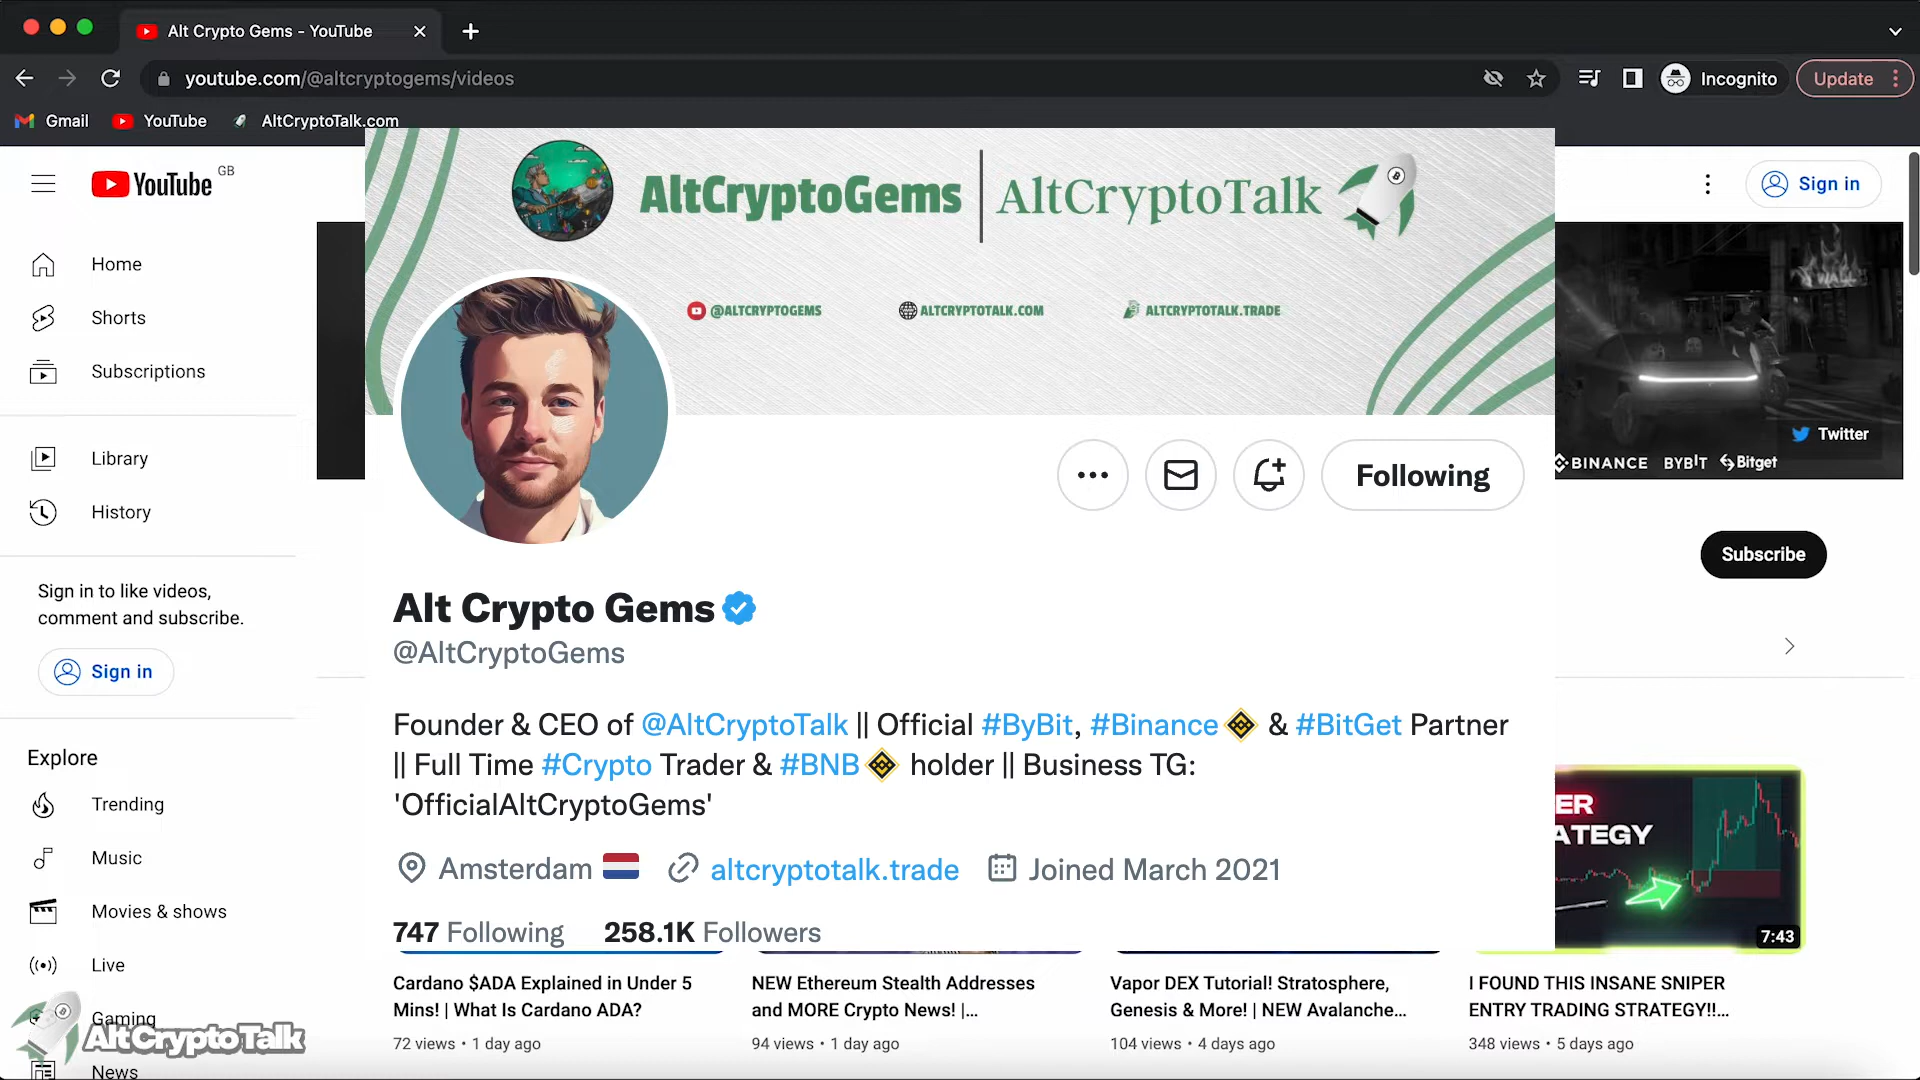 Alt Crypto Gems - YouTube
youtube.com/@altcryptogems/videos
Incognito
Update
Gmail
YouTube
AltCryptoTalk.com
YouTube GB
Sign in
Home
Shorts
Subscriptions
Library
History
Sign in to like videos,
comment and subscribe.
Sign in
Explore
Trending
Music
Movies & shows
Live
Gaming
News
AltCryptoTalk
AltCryptoGems | AltCryptoTalk
@ALTCRYPTOGEMS
ALTCRYPTOTALK.COM
ALTCRYPTOTALK.TRADE
Following
Alt Crypto Gems
@AltCryptoGems
Founder & CEO of @AltCryptoTalk || Official #ByBit, #Binance & #BitGet Partner
|| Full Time #Crypto Trader & #BNB holder || Business TG:
'OfficialAltCryptoGems'
Amsterdam
altcryptotalk.trade
Joined March 2021
747 Following
258.1K Followers
WALL
Twitter
BINANCE BYBIT Bitget
Subscribe
ER
ATEGY
7:43
Cardano $ADA Explained in Under 5
Mins! | What Is Cardano ADA?
72 views • 1 day ago
NEW Ethereum Stealth Addresses
and MORE Crypto News! |...
94 views • 1 day ago
Vapor DEX Tutorial! Stratosphere,
Genesis & More! | NEW Avalanche...
104 views • 4 days ago
I FOUND THIS INSANE SNIPER
ENTRY TRADING STRATEGY!!...
348 views • 5 days ago